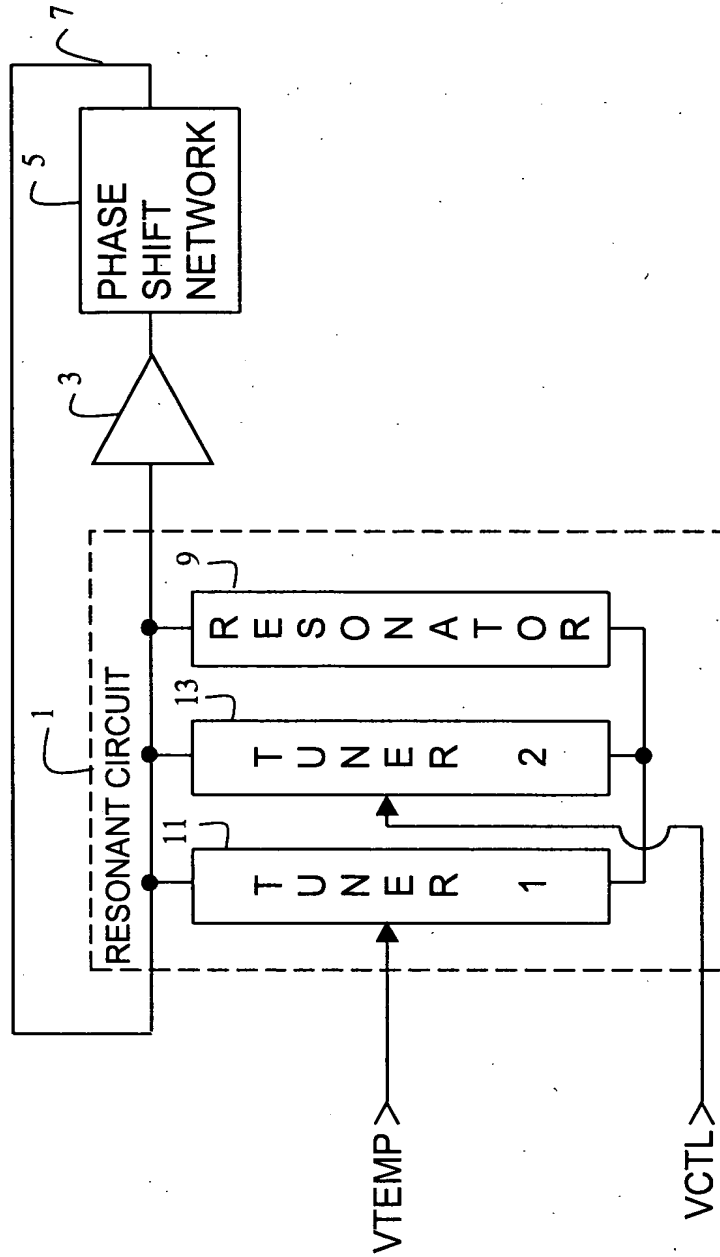 7
5
PHASE
SHIFT
NETWORK
3
1
RESONANT CIRCUIT
11
TUNER 1
13
TUNER 2
9
RESONATOR
VTEMP
VCTL